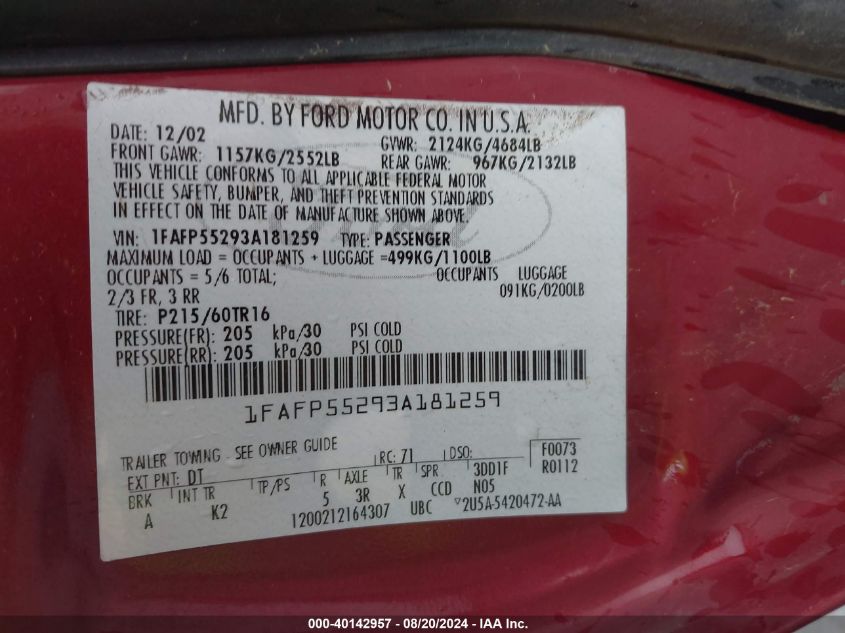 MFD. BY FORD MOTOR CO. IN U.S.A.
DATE: 12/02 GVWR: 2124KG/4684LB
FRONT GAWR: 1157KG/2552LB REAR GAWR: 967KG/2132LB
THIS VEHICLE CONFORMS TO ALL APPLICABLE FEDERAL MOTOR
VEHICLE SAFETY, BUMPER, AND THEFT PREVENTION STANDARDS
IN EFFECT ON THE DATE OF MANUFACTURE SHOWN ABOVE.
VIN: 1FAFP55293A181259 TYPE: PASSENGER
MAXIMUM LOAD = OCCUPANTS + LUGGAGE =499KG/1100LB
OCCUPANTS = 5/6 TOTAL; OCCUPANTS LUGGAGE
2/3 FR, 3 RR 091KG/0200LB
TIRE: P215/60TR16
PRESSURE(FR): 205 kPa/30 PSI COLD
PRESSURE(RR): 205 kPa/30 PSI COLD
1FAFP55293A181259
TRAILER TOWING - SEE OWNER GUIDE
EXT PNT: DT RC: 71 DSO: F0073
BRK INT TR TP/PS R AXLE TR SPR 3DD1F R0112
A K2 5 3R X CCD N05
1200212164307 UBC 2U5A-5420472-AA
000-40142957 - 08/20/2024 - IAA Inc.